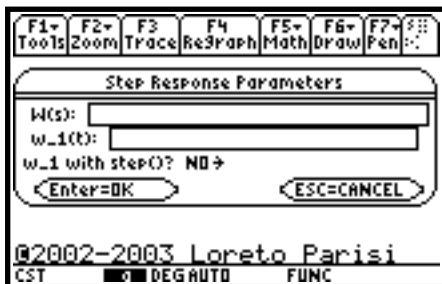 F1▾ F2▾ F3 F4 F5▾ F6▾ F7▾
Tools Zoom Trace ReGraph Math Draw Pen
Step Response Parameters
W(s):
w_1(t):
w_1 with step()? NO→
Enter=OK ESC=CANCEL
©2002-2003 Loreto Parisi
CST DEG AUTO FUNC